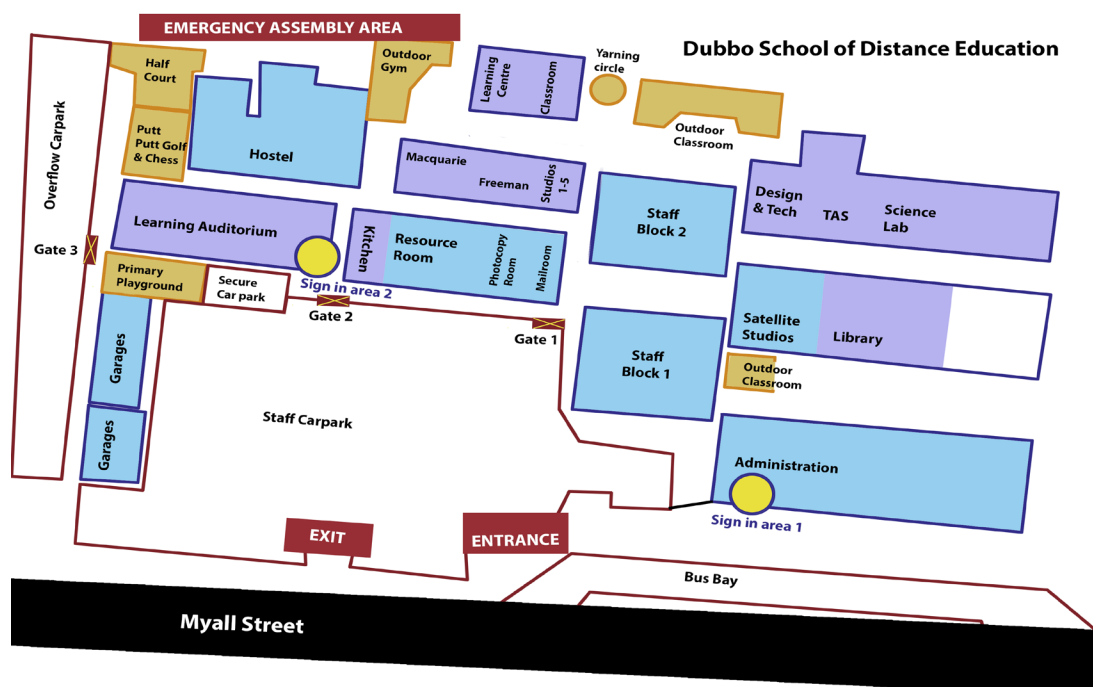 EMERGENCY ASSEMBLY AREA
Dubbo School of Distance Education
Half
Court
Outdoor
Gym
Learning
Centre
Classroom
Yarning
circle
Outdoor
Classroom
Overflow Carpark
Putt
Putt Golf
& Chess
Hostel
Macquarie
Freeman
Studios
1-5
Staff
Block 2
Design
& Tech
TAS
Science
Lab
Learning Auditorium
Kitchen
Resource
Room
Photocopy
Room
Mailroom
Gate 3
Primary
Playground
Secure
Car park
Sign in area 2
Gate 2
Gate 1
Satellite
Studios
Library
Garages
Staff
Block 1
Outdoor
Classroom
Staff Carpark
Garages
Administration
Sign in area 1
EXIT
ENTRANCE
Bus Bay
Myall Street